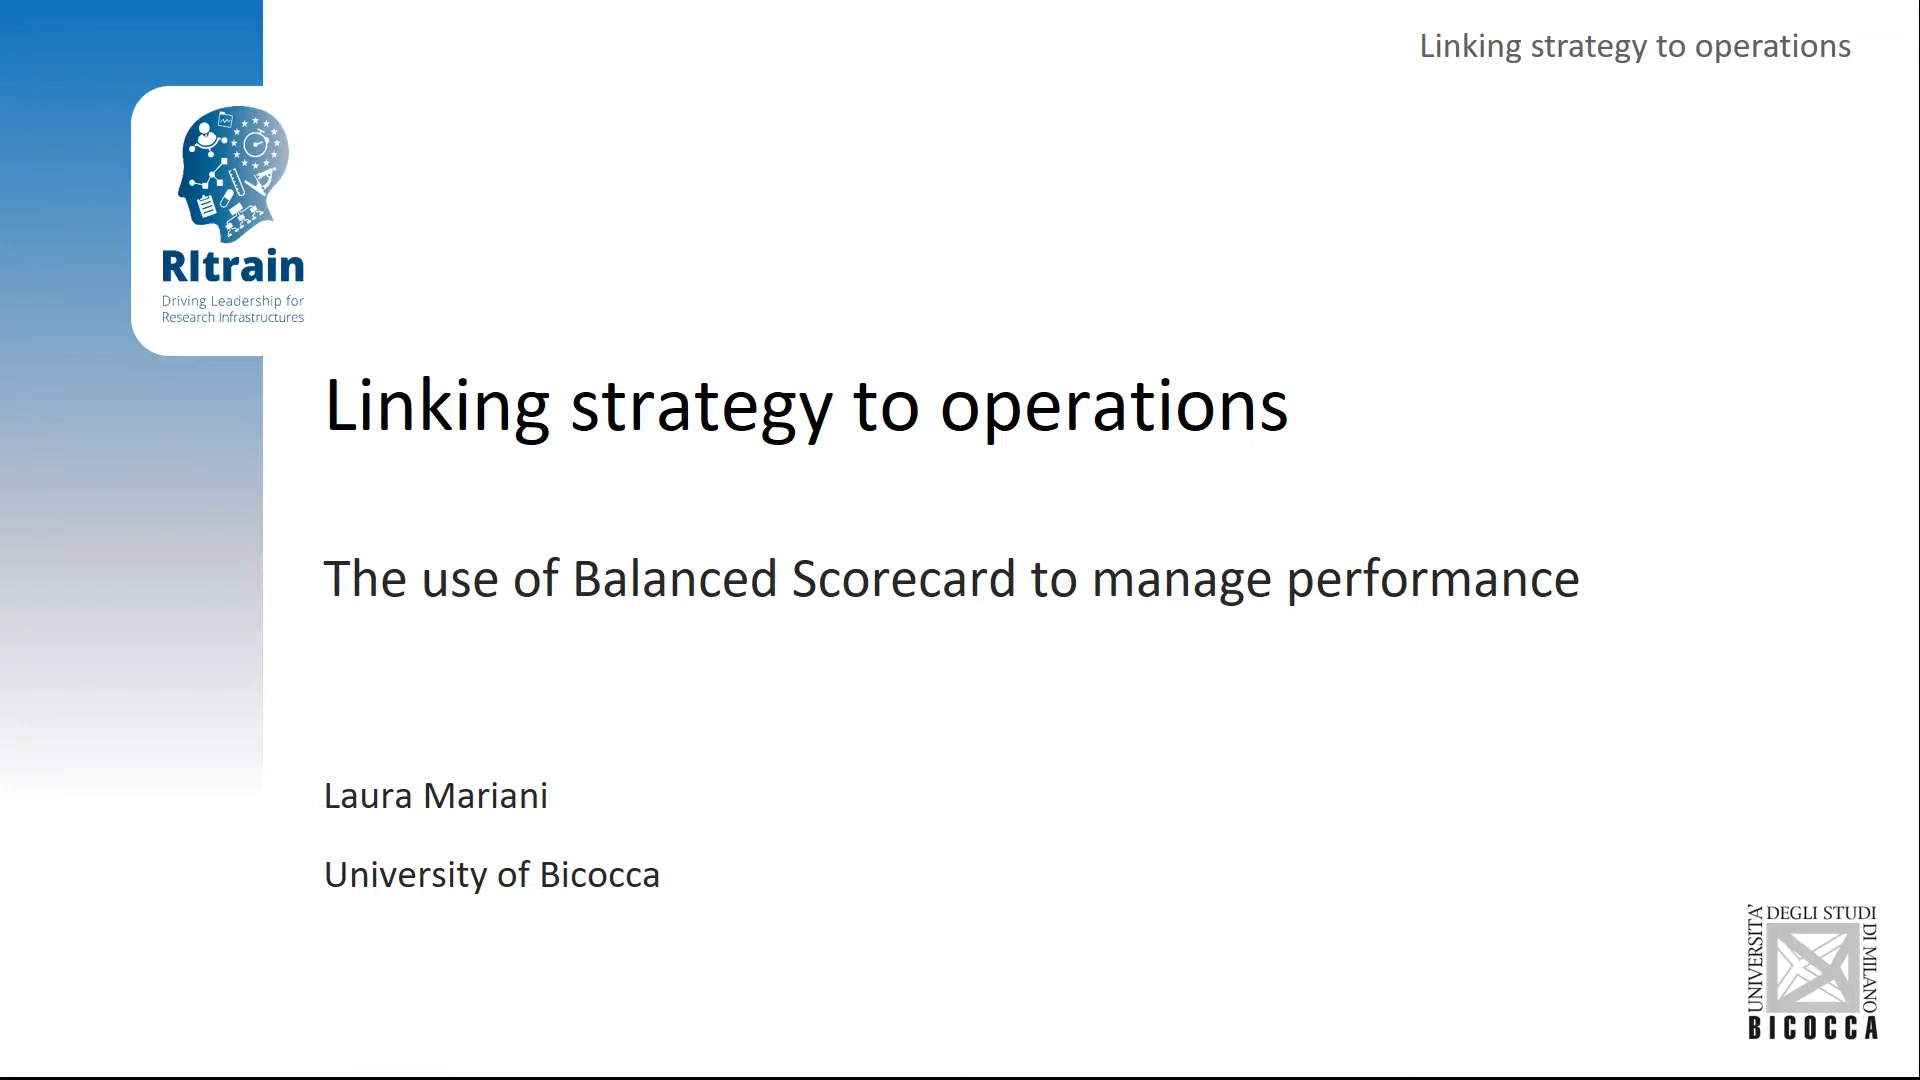 Linking strategy to operations
RItrain
Driving Leadership for
Research Infrastructures
Linking strategy to operations
The use of Balanced Scorecard to manage performance
Laura Mariani
University of Bicocca
UNIVERSITA' DEGLI STUDI DI MILANO
BICOCCA